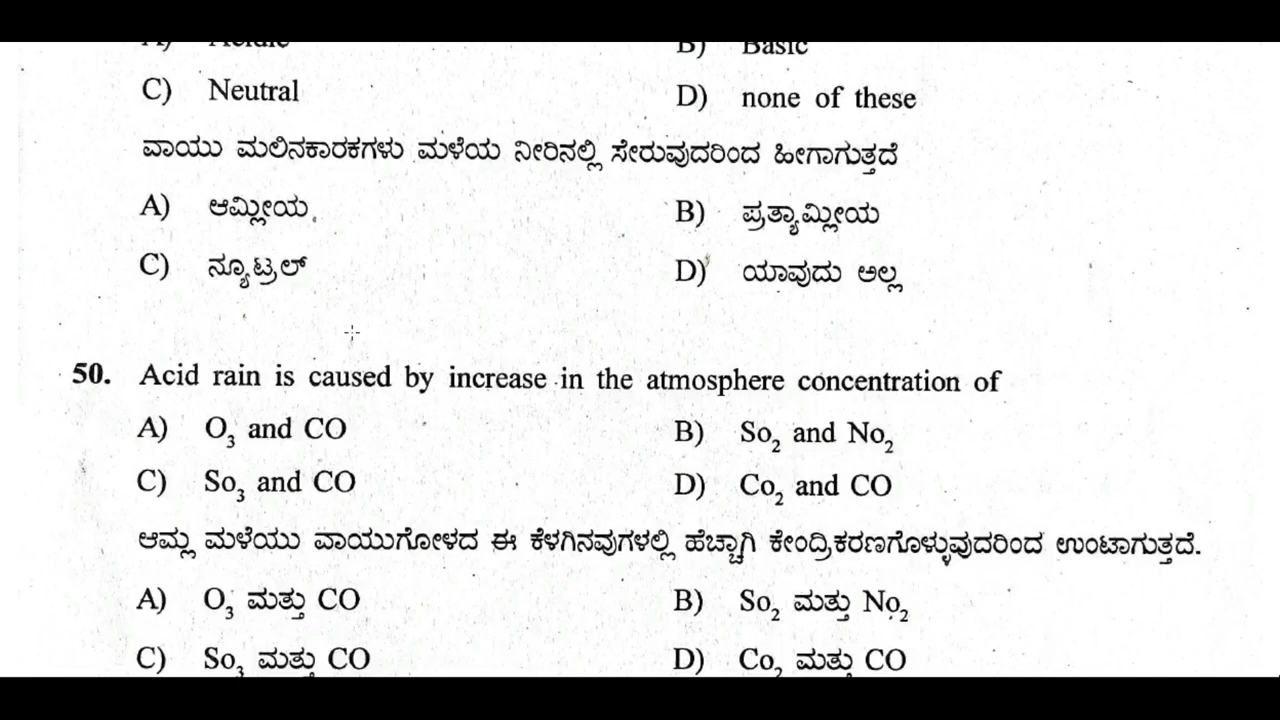 A) Acidic B) Basic
C) Neutral D) none of these
ವಾಯು ಮಲಿನಕಾರಕಗಳು ಮಳೆಯ ನೀರಿನಲ್ಲಿ ಸೇರುವುದರಿಂದ ಹೀಗಾಗುತ್ತದೆ
A) ಆಮ್ಲೀಯ B) ಪ್ರತ್ಯಾಮ್ಲೀಯ
C) ನ್ಯೂಟ್ರಲ್ D) ಯಾವುದು ಅಲ್ಲ
50. Acid rain is caused by increase in the atmosphere concentration of
A) O₃ and CO B) So₂ and No₂
C) So₃ and CO D) Co₂ and CO
ಆಮ್ಲ ಮಳೆಯು ವಾಯುಗೋಳದ ಈ ಕೆಳಗಿನವುಗಳಲ್ಲಿ ಹೆಚ್ಚಾಗಿ ಕೇಂದ್ರಿಕರಣಗೊಳ್ಳುವುದರಿಂದ ಉಂಟಾಗುತ್ತದೆ.
A) O₃ ಮತ್ತು CO B) So₂ ಮತ್ತು No₂
C) So₃ ಮತ್ತು CO D) Co₂ ಮತ್ತು CO